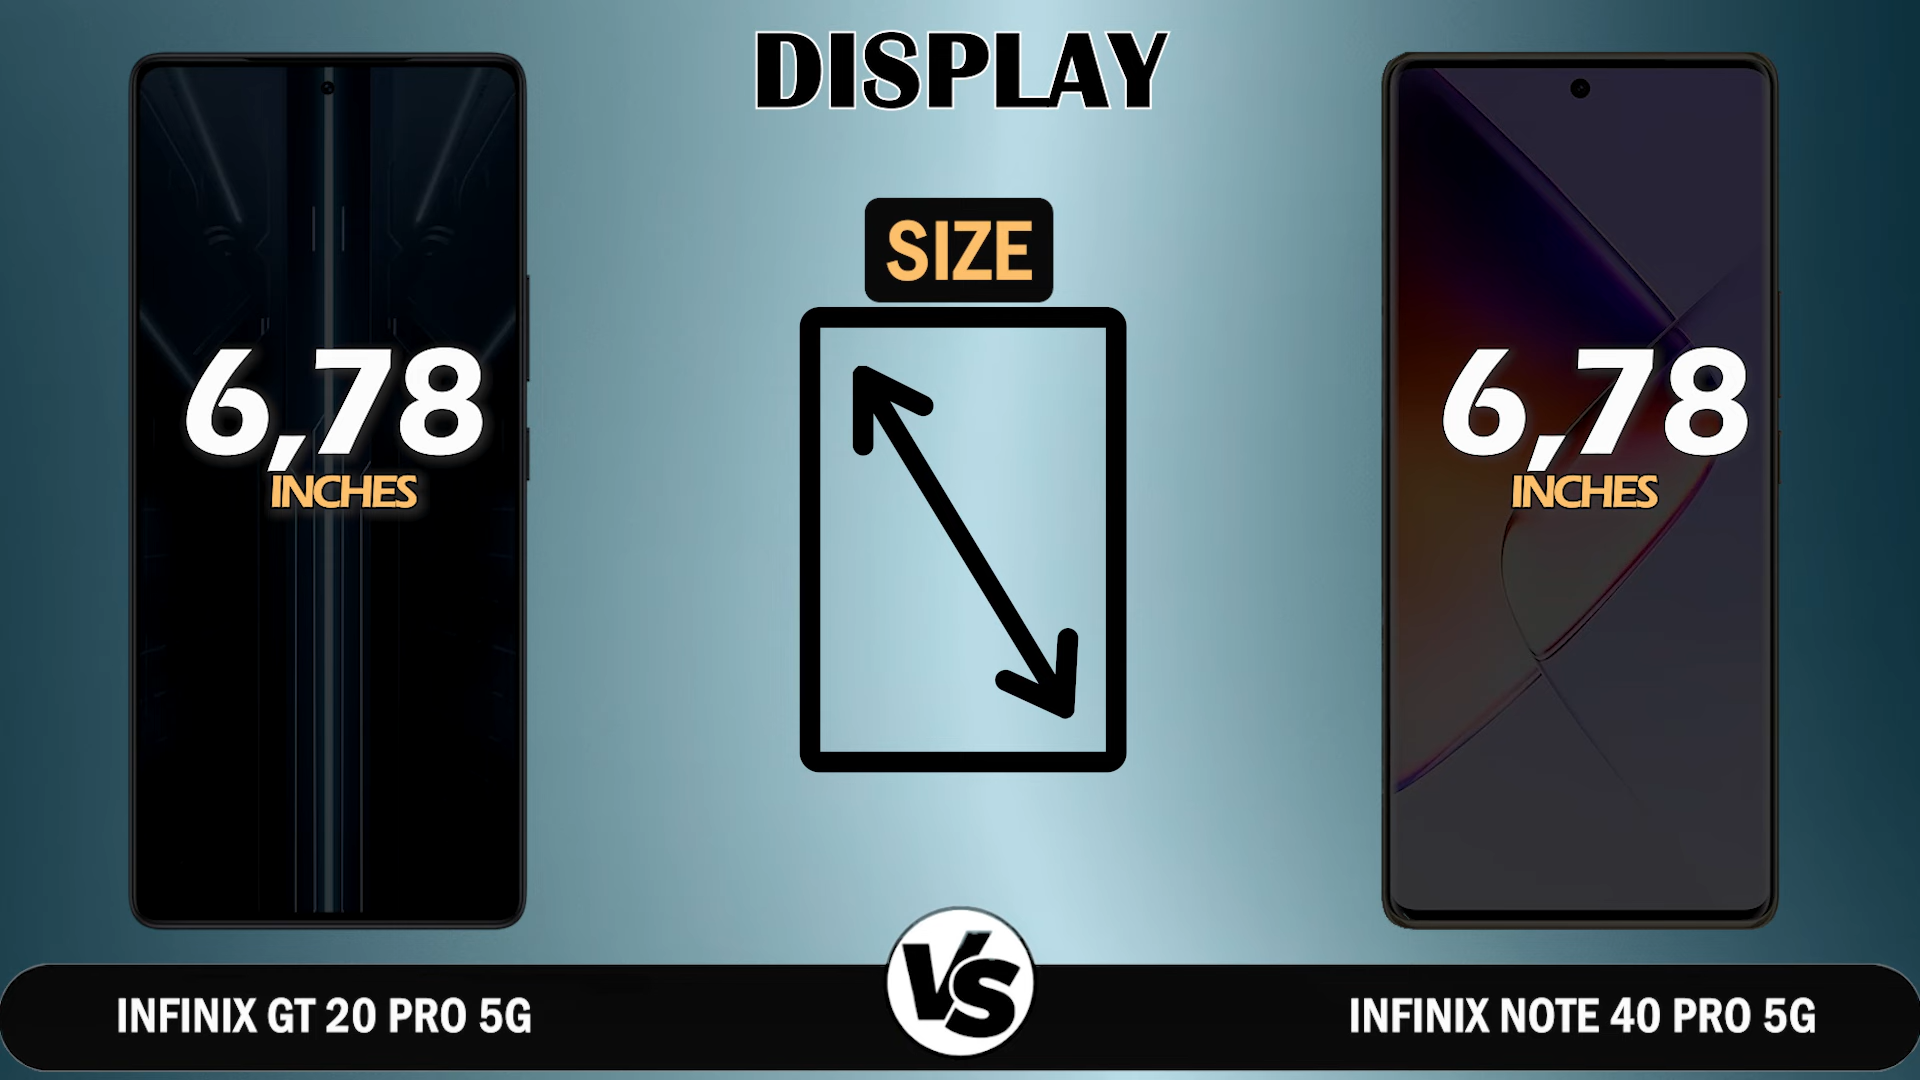 DISPLAY
SIZE
6,78
INCHES
6,78
INCHES
INFINIX GT 20 PRO 5G
VS
INFINIX NOTE 40 PRO 5G